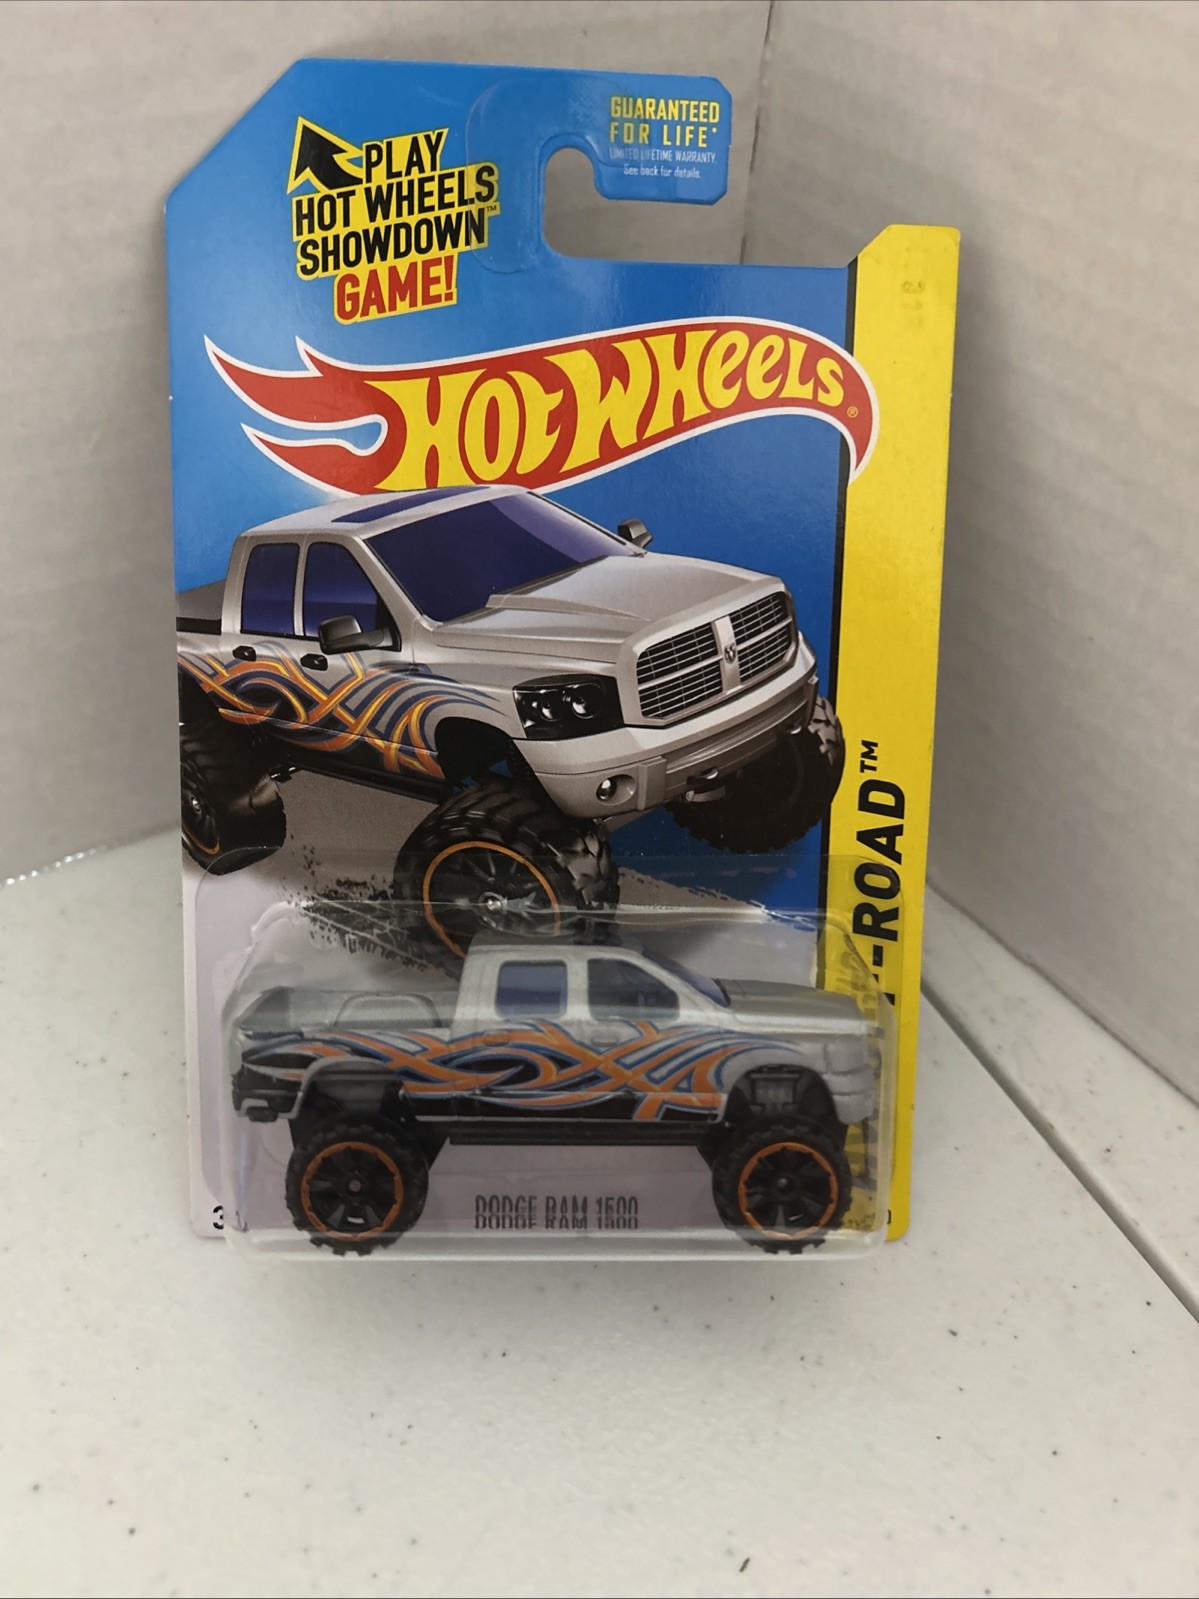 GUARANTEED
FOR LIFE*
LIMITED LIFETIME WARRANTY.
See back for details.
PLAY
HOT WHEELS
SHOWDOWN™
GAME!
HOT WHEELS®
-ROAD™
DODGE RAM 1500